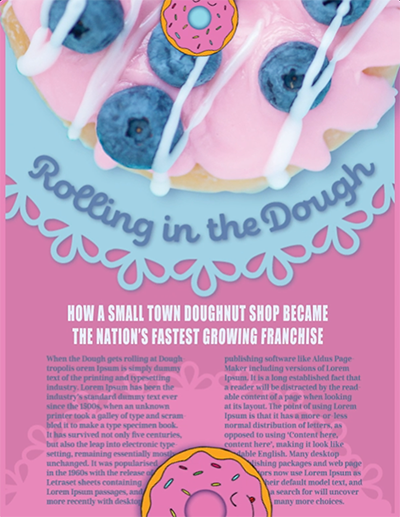 Rolling in the Dough
HOW A SMALL TOWN DOUGHNUT SHOP BECAME
THE NATION'S FASTEST GROWING FRANCHISE
When the Dough gets rolling at Dough
tropolis orem Ipsum is simply dummy
text of the printing and typesetting
industry. Lorem Ipsum has been the
industry's standard dummy text ever
since the 1500s, when an unknown
printer took a galley of type and scram
bled it to make a type specimen book.
It has survived not only five centuries,
but also the leap into electronic type
setting, remaining essentially mostly
unchanged. It was popularised
in the 1960s with the release of
Letraset sheets containing
Lorem Ipsum passages, and
more recently with desktop
publishing software like Aldus Page
Maker including versions of Lorem
Ipsum. It is a long established fact that
a reader will be distracted by the read
able content of a page when looking
at its layout. The point of using Lorem
Ipsum is that it has a more-or-less
normal distribution of letters, as
opposed to using 'Content here,
content here', making it look like
dable English. Many desktop
lishing packages and web page
ors now use Lorem Ipsum as
heir default model text, and
a search for will uncover
many more choices.